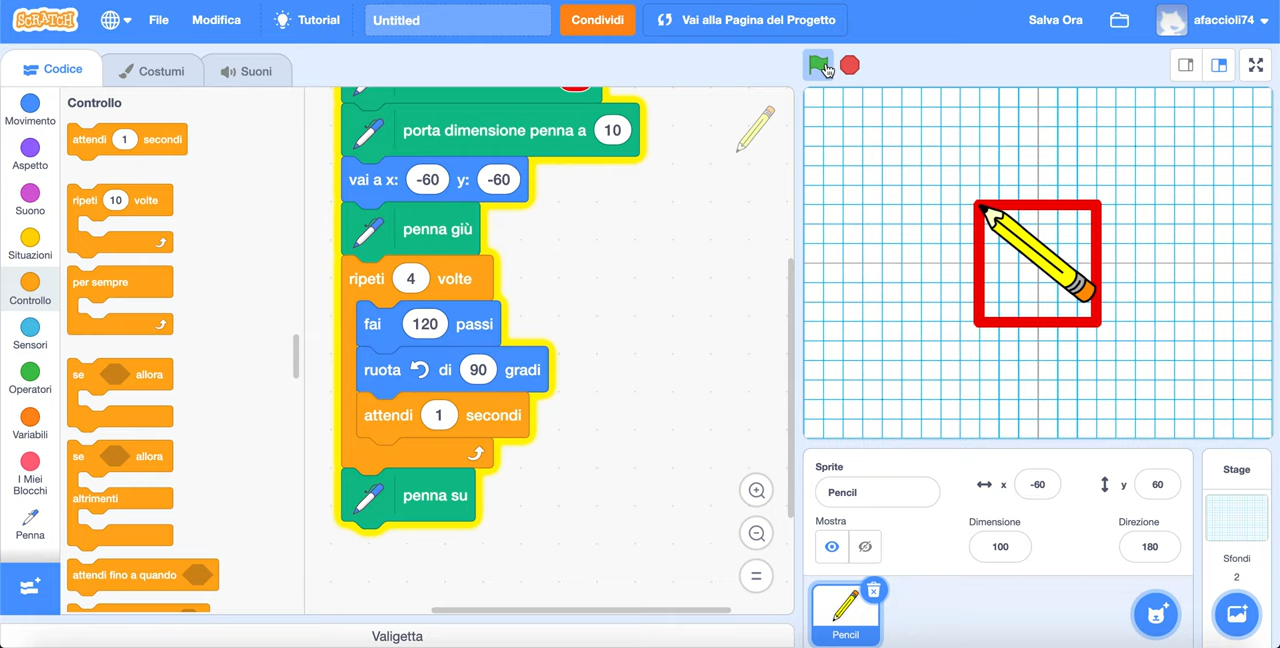 SCRATCH File Modifica Tutorial Untitled Condividi Vai alla Pagina del Progetto Salva Ora afaccioli74
Codice Costumi Suoni
Movimento
Aspetto
Suono
Situazioni
Controllo
Sensori
Operatori
Variabili
I Miei
Blocchi
Penna
Controllo
attendi 1 secondi
ripeti 10 volte
per sempre
se allora
se allora
altrimenti
attendi fino a quando
porta dimensione penna a 10
vai a x: -60 y: -60
penna giù
ripeti 4 volte
fai 120 passi
ruota di 90 gradi
attendi 1 secondi
penna su
Valigetta
Sprite
Pencil
x -60 y 60
Mostra
Dimensione
100
Direzione
180
Pencil
Stage
Sfondi
2